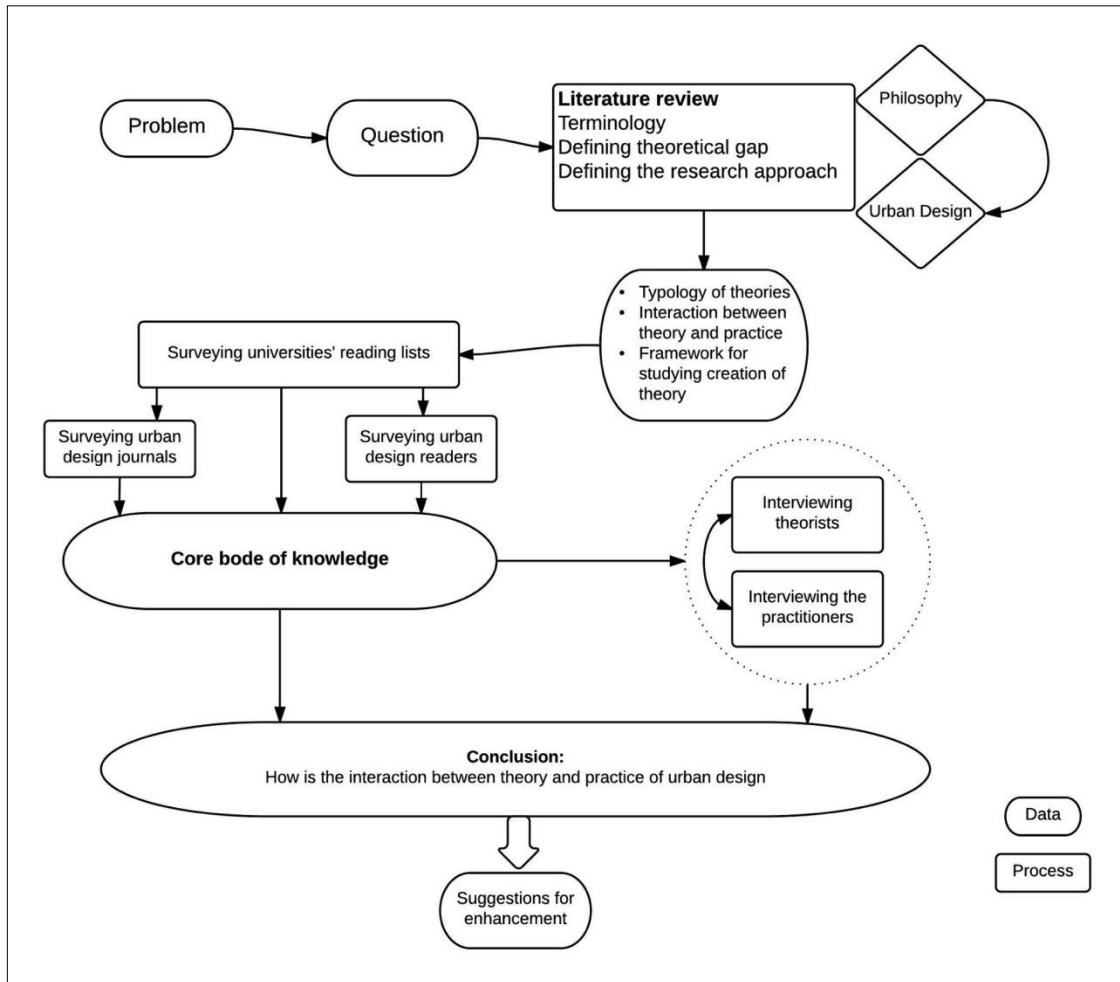 Problem
Question
Literature review
Terminology
Defining theoretical gap
Defining the research approach
Philosophy
Urban Design
• Typology of theories
• Interaction between
theory and practice
• Framework for
studying creation of
theory
Surveying universities' reading lists
Surveying urban
design journals
Surveying urban
design readers
Core bode of knowledge
Interviewing
theorists
Interviewing the
practitioners
Conclusion:
How is the interaction between theory and practice of urban design
Suggestions for
enhancement
Data
Process